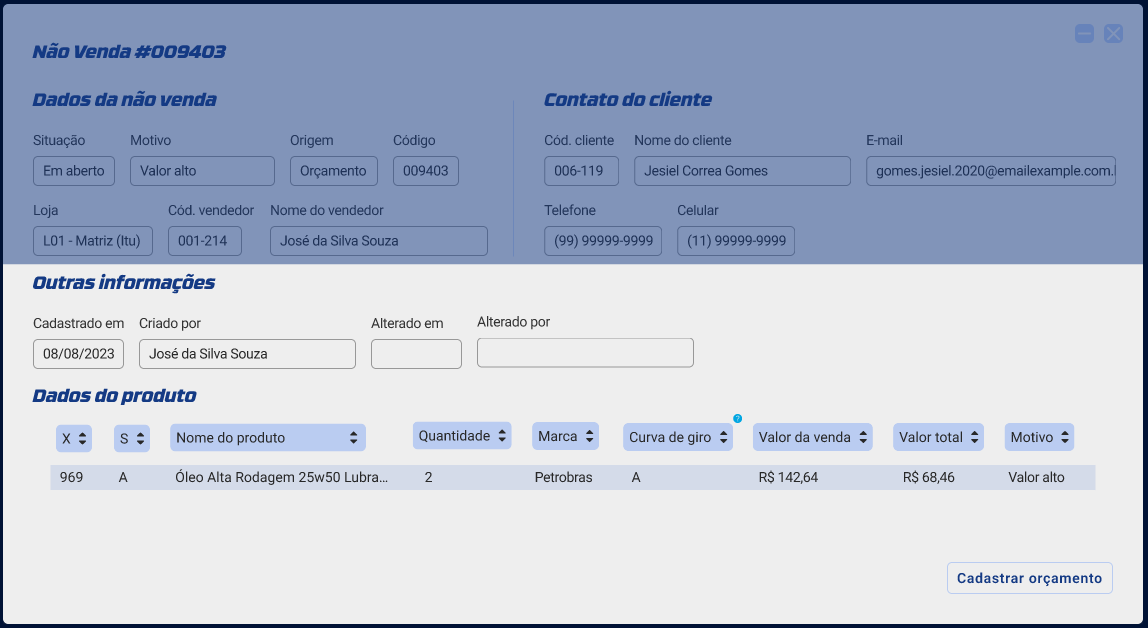 Não Venda #009403
Dados da não venda
Situação Motivo Origem Código
Em aberto Valor alto Orçamento 009403
Loja Cód. vendedor Nome do vendedor
L01 - Matriz (Itu) 001-214 José da Silva Souza
Contato do cliente
Cód. cliente Nome do cliente E-mail
006-119 Jesiel Correa Gomes gomes.jesiel.2020@emailexample.com.
Telefone Celular
(99) 99999-9999 (11) 99999-9999
Outras informações
Cadastrado em Criado por Alterado em Alterado por
08/08/2023 José da Silva Souza
Dados do produto
X S Nome do produto Quantidade Marca Curva de giro ? Valor da venda Valor total Motivo
969 A Óleo Alta Rodagem 25w50 Lubra... 2 Petrobras A R$ 142,64 R$ 68,46 Valor alto
Cadastrar orçamento